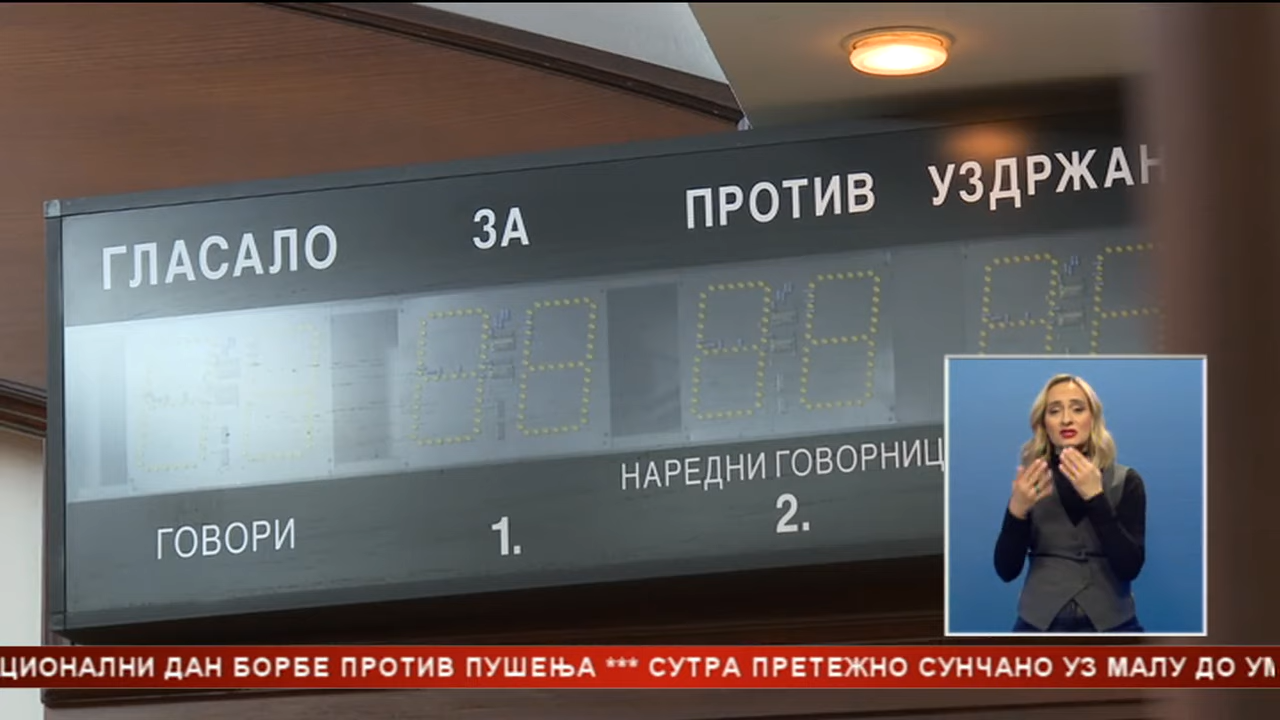 ГЛАСАЛО ЗА ПРОТИВ УЗДРЖАН
НАРЕДНИ ГОВОРНИЦ
ГОВОРИ 1. 2.
ЦИОНАЛНИ ДАН БОРБЕ ПРОТИВ ПУШЕЊА *** СУТРА ПРЕТЕЖНО СУНЧАНО УЗ МАЛУ ДО УМ